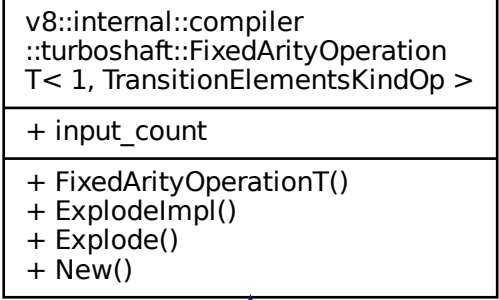 v8::internal::compiler
::turboshaft::FixedArityOperation
T< 1, TransitionElementsKindOp >
+ input_count
+ FixedArityOperationT()
+ ExplodeImpl()
+ Explode()
+ New()